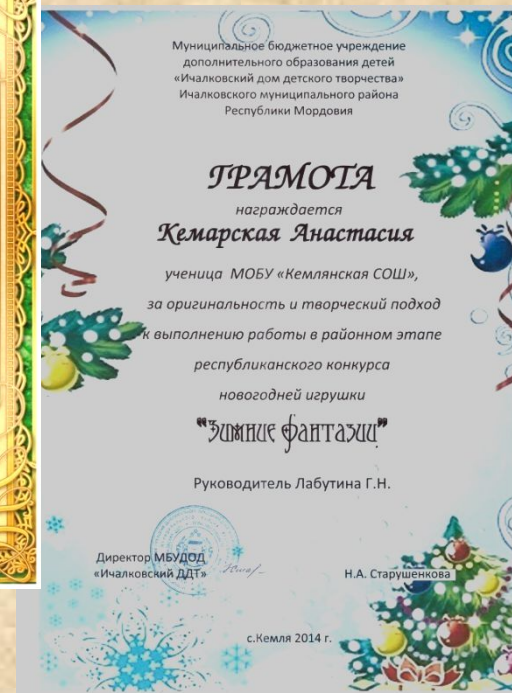 Муниципальное бюджетное учреждение
дополнительного образования детей
«Ичалковский дом детского творчества»
Ичалковского муниципального района
Республики Мордовия
ГРАМОТА
награждается
Кемарская Анастасия
ученица МОБУ «Кемлянская СОШ»,
за оригинальность и творческий подход
к выполнению работы в районном этапе
республиканского конкурса
новогодней игрушки
"Зимние фантазии"
Руководитель Лабутина Г.Н.
Директор МБУДОД
«Ичалковский ДДТ»
Н.А. Старушенкова
с.Кемля 2014 г.